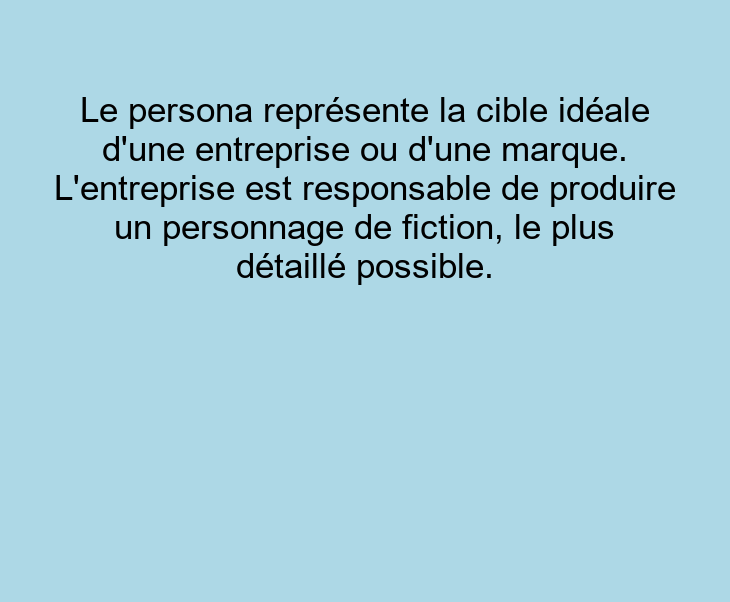 Le persona représente la cible idéale
d'une entreprise ou d'une marque.
L'entreprise est responsable de produire
un personnage de fiction, le plus
détaillé possible.